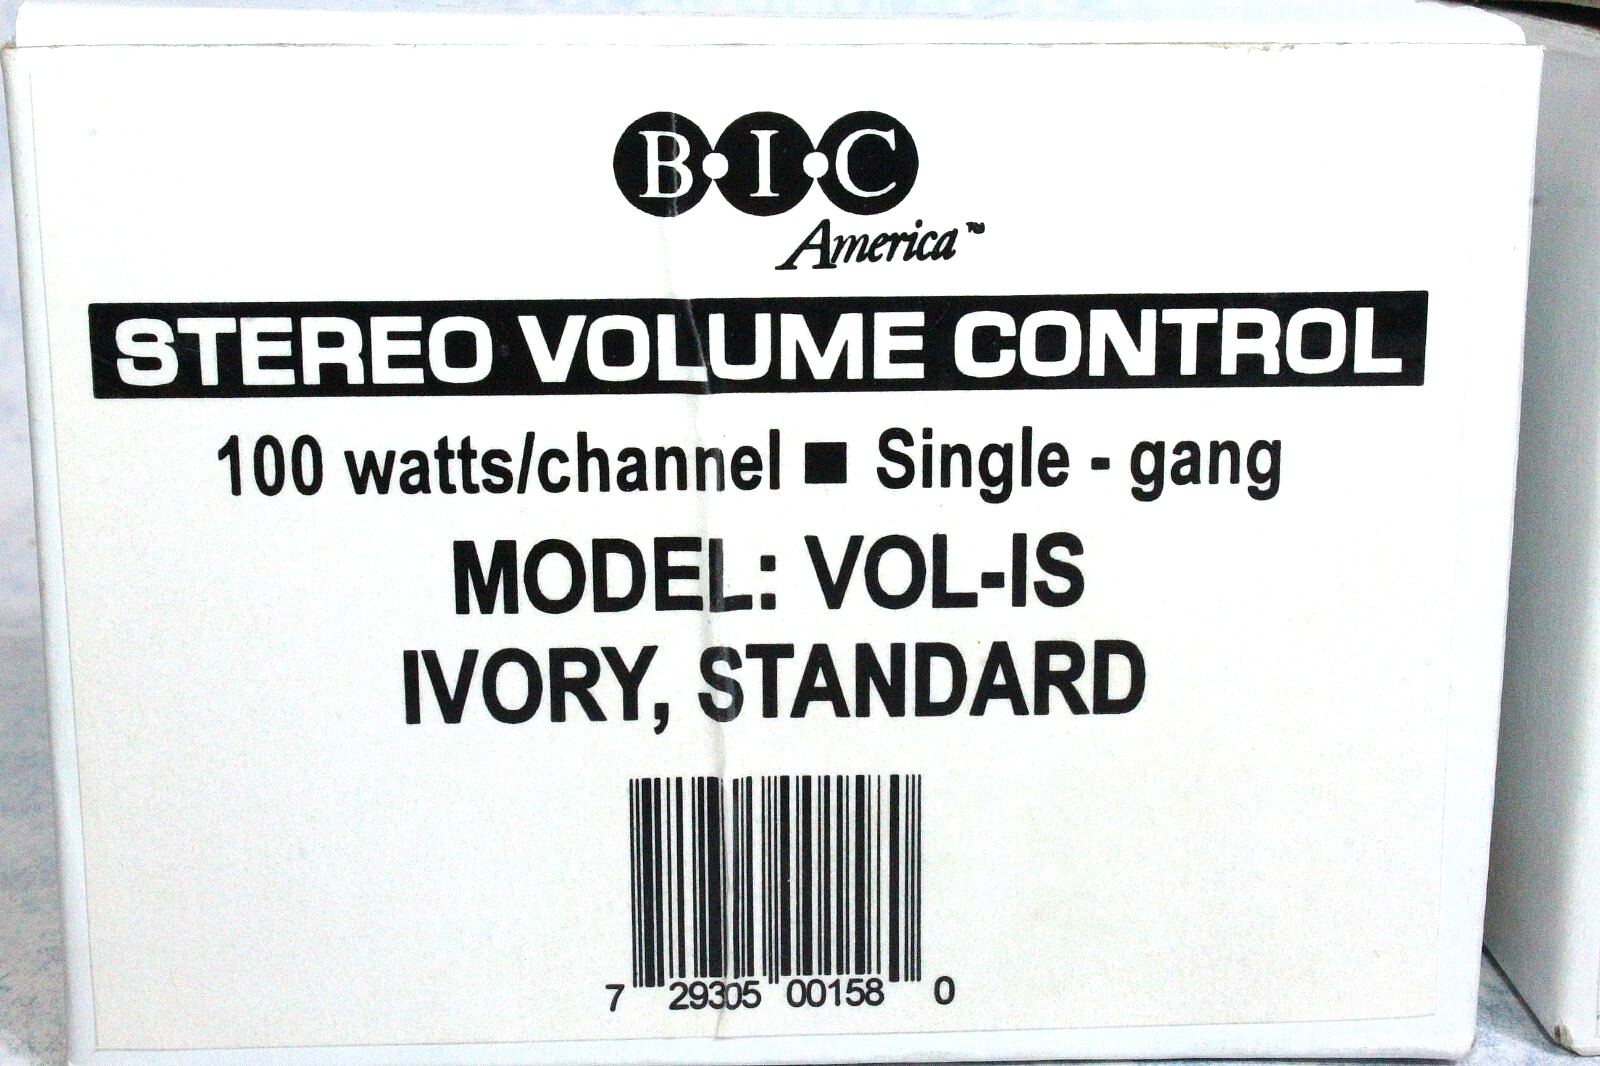 B•I•C
America™
STEREO VOLUME CONTROL
100 watts/channel ■ Single - gang
MODEL: VOL-IS
IVORY, STANDARD
7 29305 00158 0